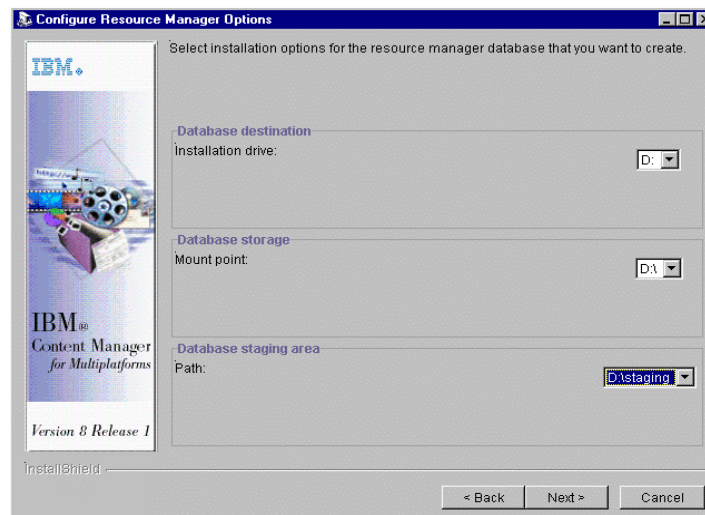 Configure Resource Manager Options
Select installation options for the resource manager database that you want to create.
IBM
Database destination
Installation drive:
D:
Database storage
Mount point:
D:\
Database staging area
Path:
D:\staging
IBM®
Content Manager
for Multiplatforms
Version 8 Release 1
InstallShield
< Back
Next >
Cancel